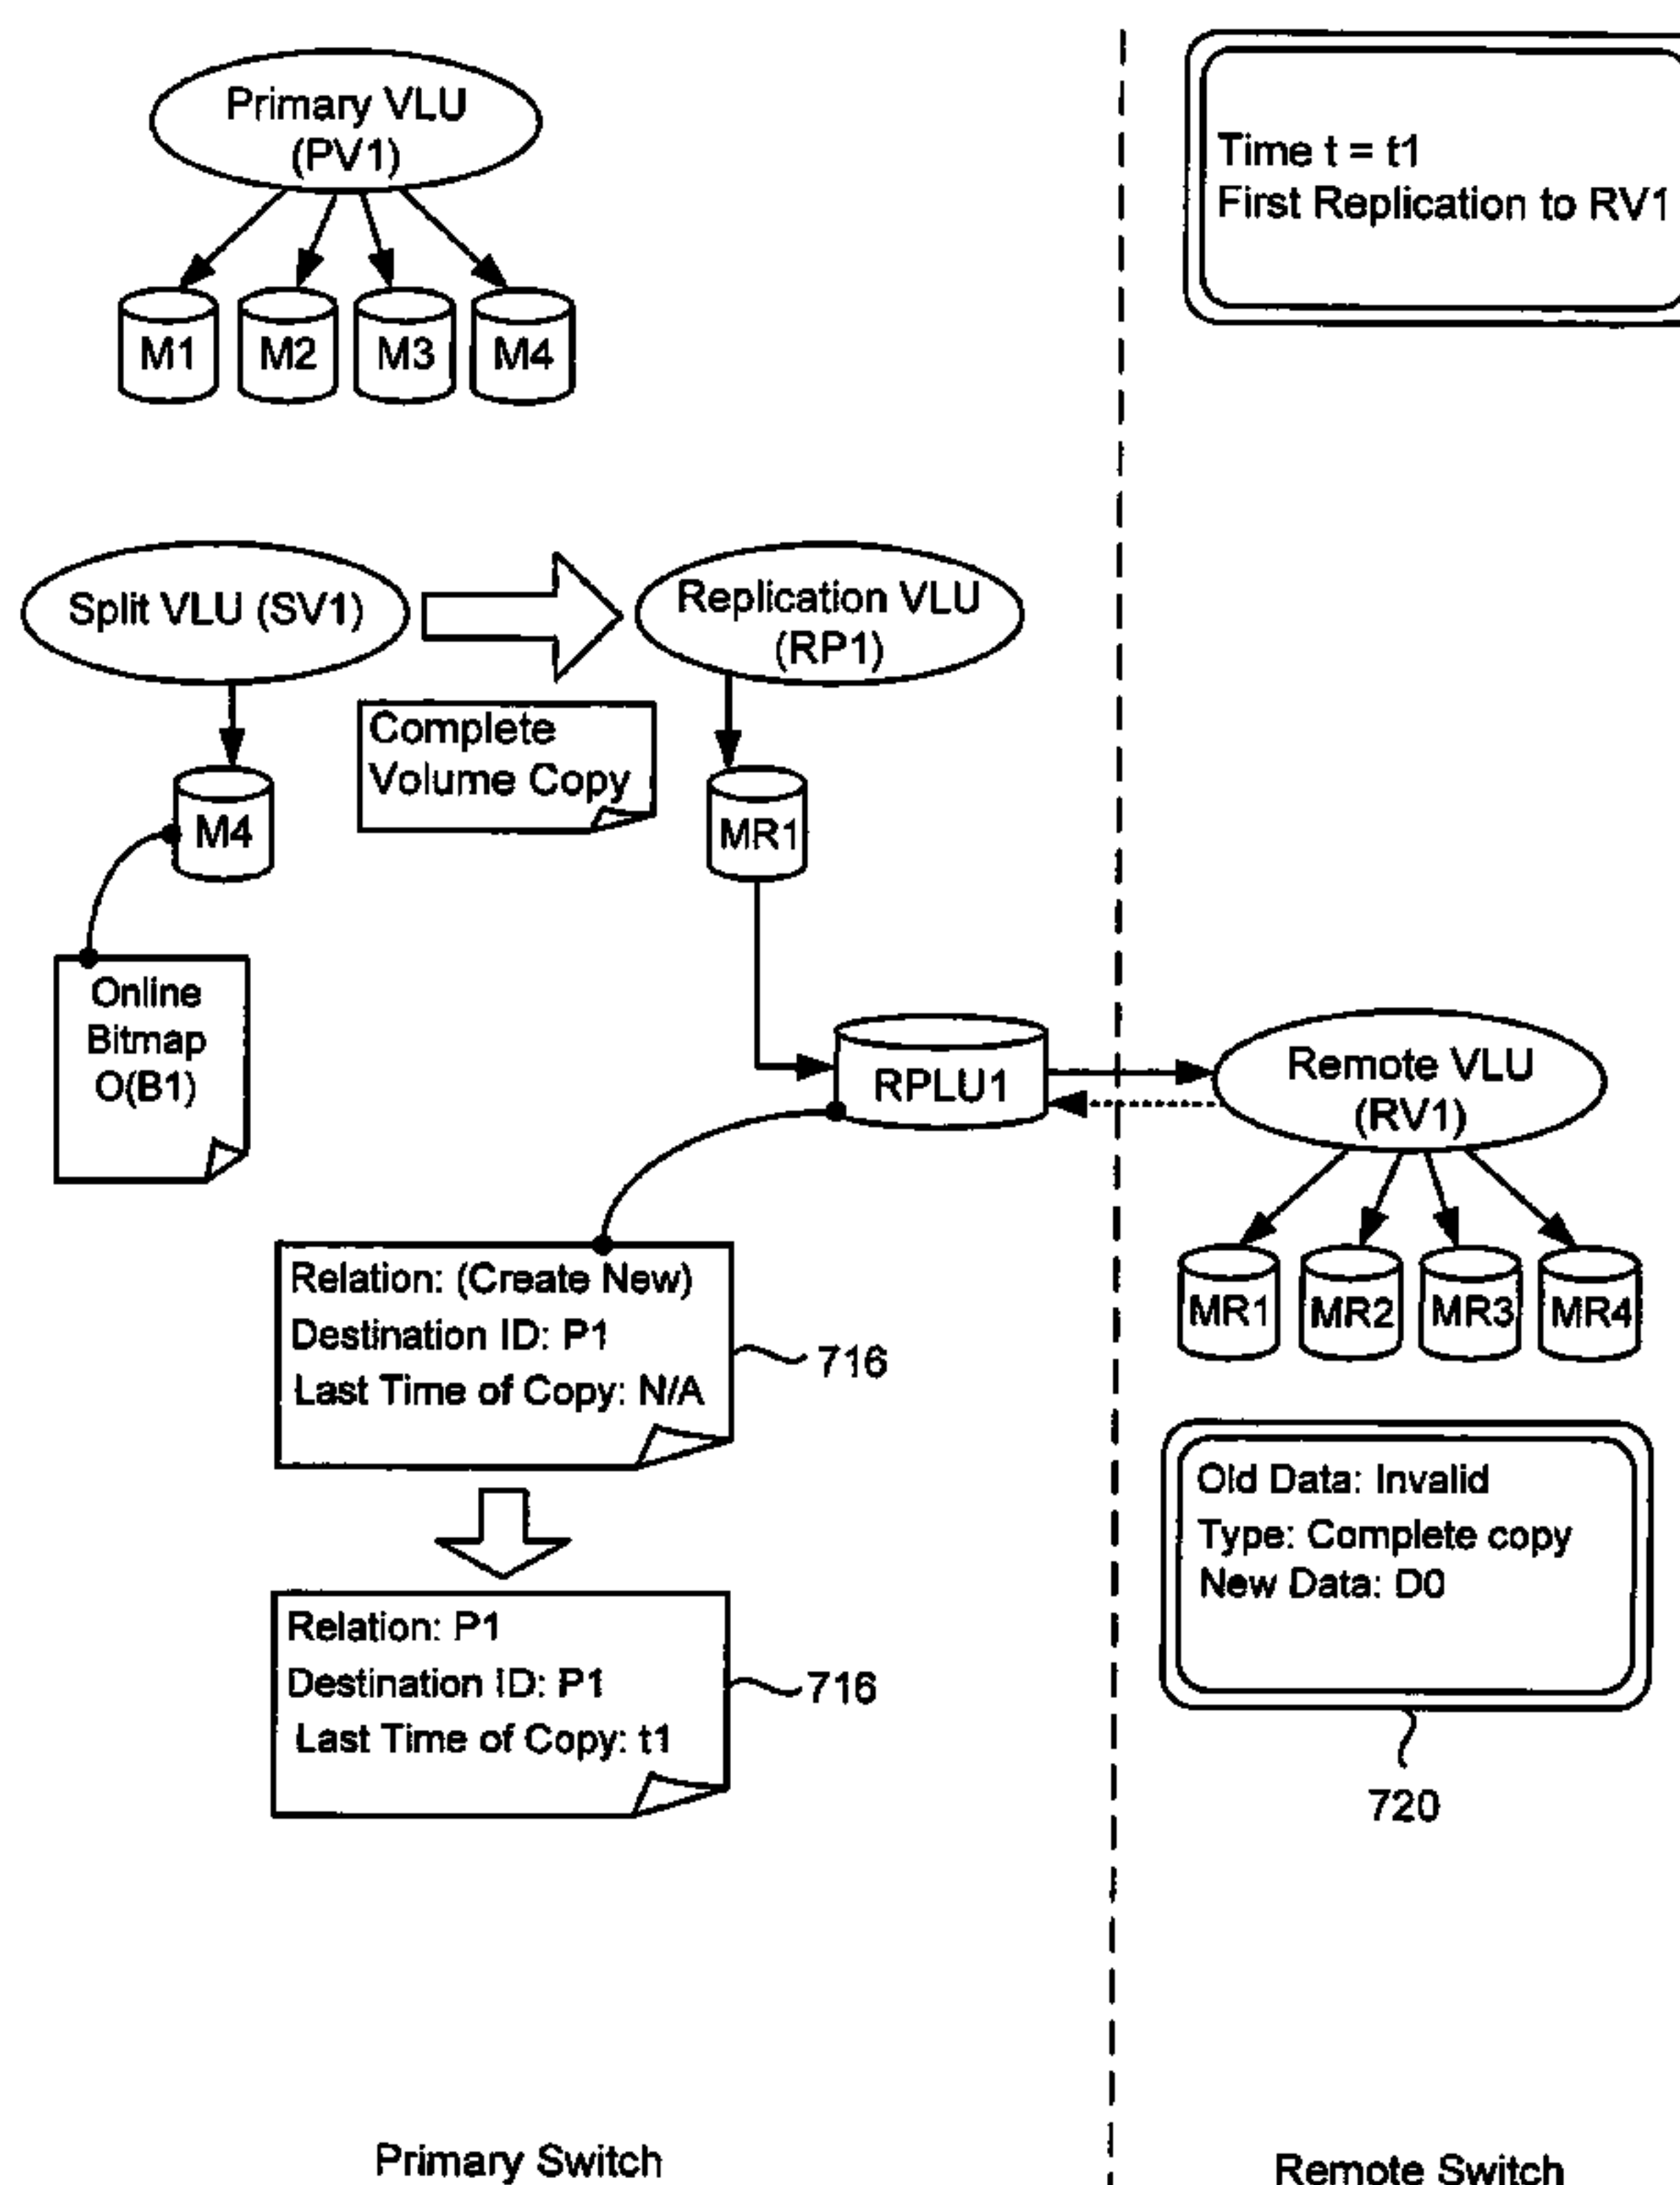 Primary VLU
(PV1)
M1
M2
M3
M4
Time t = t1
First Replication to RV1
Split VLU (SV1)
Replication VLU
(RP1)
Complete
Volume Copy
M4
MR1
Online
Bitmap
O(B1)
RPLU1
Remote VLU
(RV1)
MR1
MR2
MR3
MR4
Relation: (Create New)
Destination ID: P1
Last Time of Copy: N/A
716
Old Data: Invalid
Type: Complete copy
New Data: D0
720
Relation: P1
Destination ID: P1
Last Time of Copy: t1
716
Primary Switch
Remote Switch